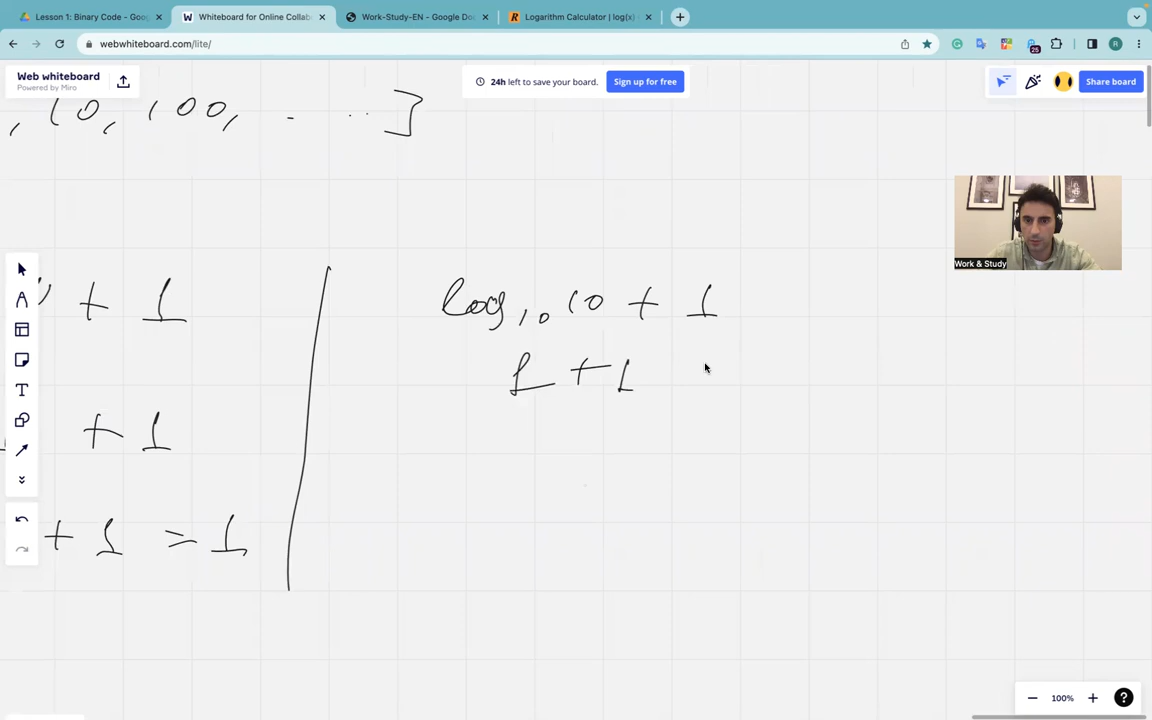 Lesson 1: Binary Code - Goo
Whiteboard for Online Collab
Work-Study-EN - Google Do
Logarithm Calculator | log(x)
webwhiteboard.com/lite/
25
R
Web whiteboard
Powered by Miro
24h left to save your board.
Sign up for free
Share board
, 10, 100, . . . ]
Work & Study
+ 1
log₁₀ 10 + 1
1 + 1
+ 1
+ 1 = 1
100%